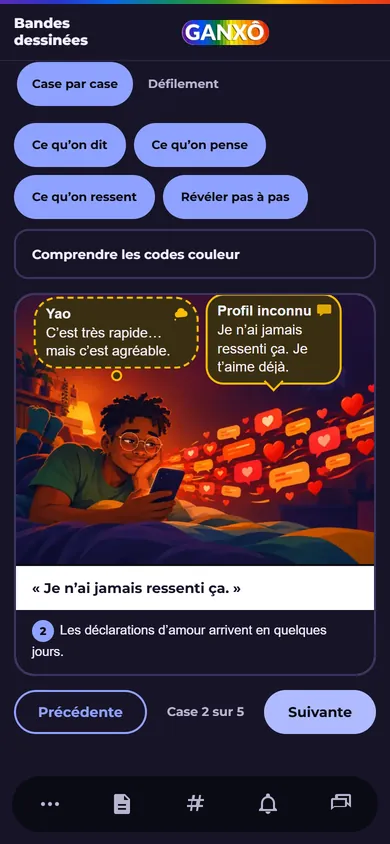 Bandes
dessinées
GANXÔ
Case par case
Défilement
Ce qu’on dit
Ce qu’on pense
Ce qu’on ressent
Révéler pas à pas
Comprendre les codes couleur
Yao
C’est très rapide…
mais c’est agréable.
Profil inconnu
Je n’ai jamais
ressenti ça. Je
t’aime déjà.
« Je n’ai jamais ressenti ça. »
2 Les déclarations d’amour arrivent en quelques
jours.
Précédente
Case 2 sur 5
Suivante